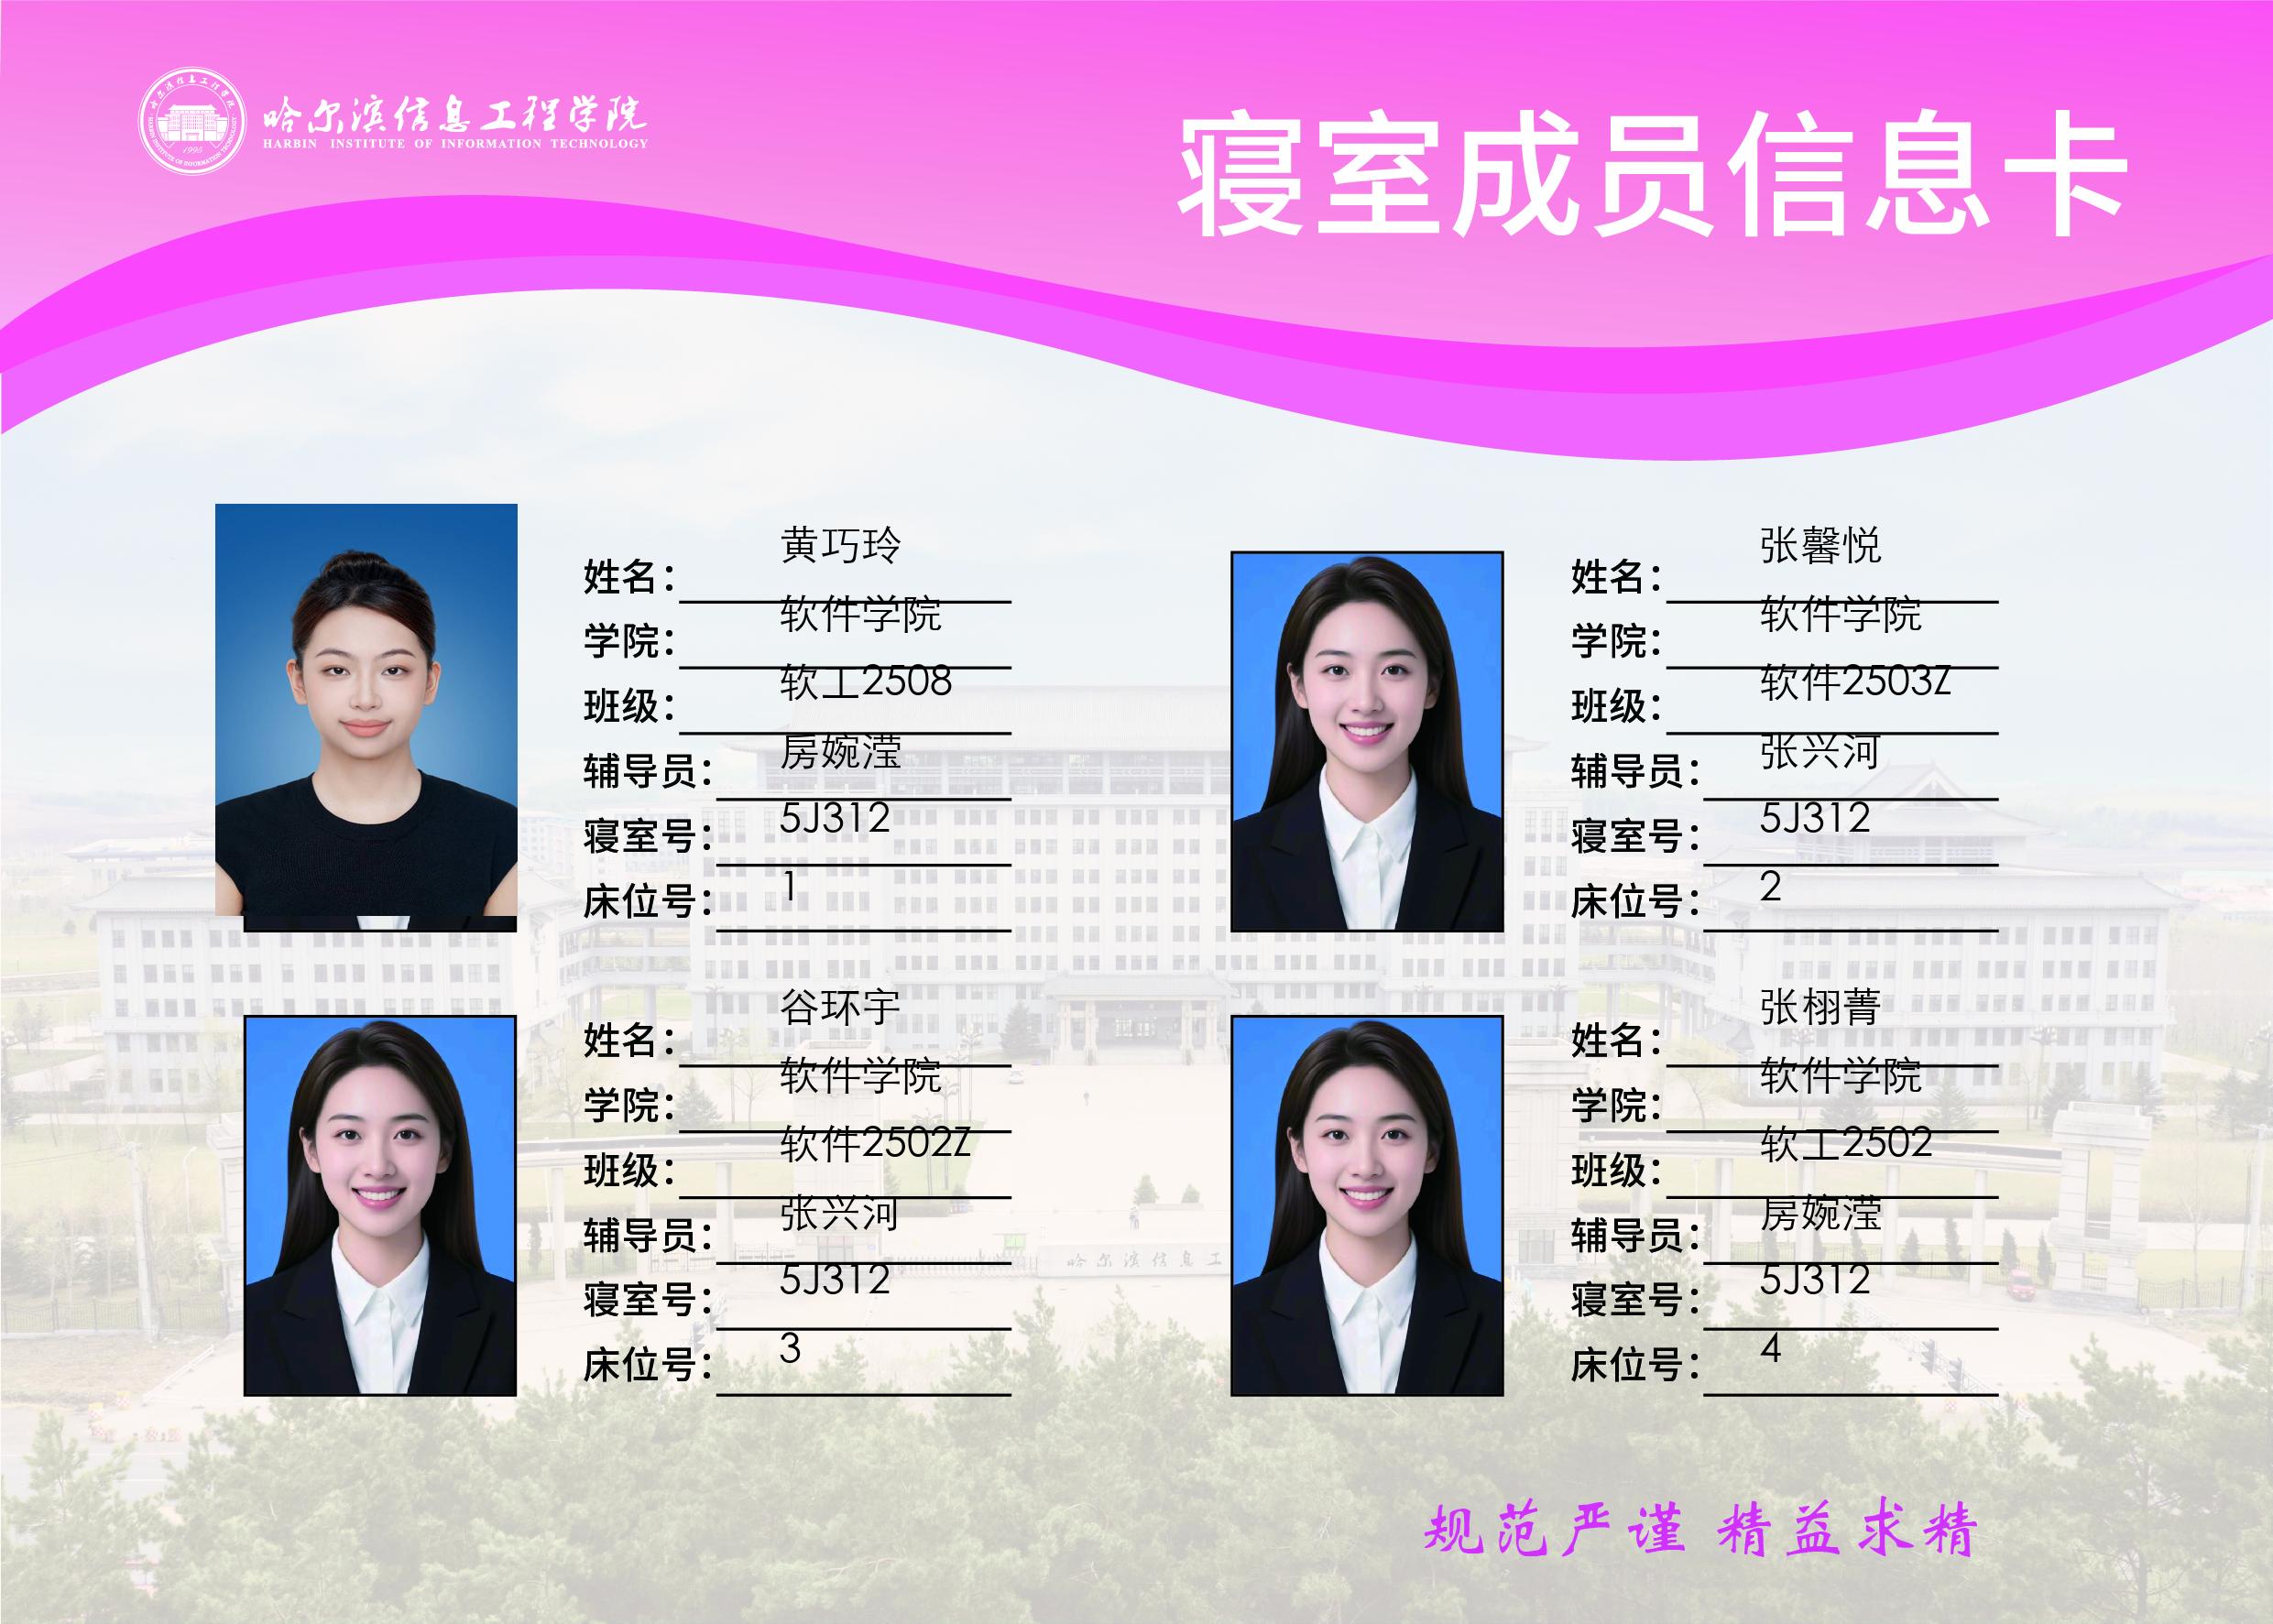 哈尔滨信息工程学院
HARBIN INSTITUTE OF INFORMATION TECHNOLOGY
1995
寝室成员信息卡
姓名：黄巧玲
学院：软件学院
班级：软工2508
辅导员：房婉滢
寝室号：5J312
床位号：1
姓名：张馨悦
学院：软件学院
班级：软件2503Z
辅导员：张兴河
寝室号：5J312
床位号：2
姓名：谷环宇
学院：软件学院
班级：软件2502Z
辅导员：张兴河
寝室号：5J312
床位号：3
姓名：张栩菁
学院：软件学院
班级：软工2502
辅导员：房婉滢
寝室号：5J312
床位号：4
哈尔滨信息工
规范严谨 精益求精